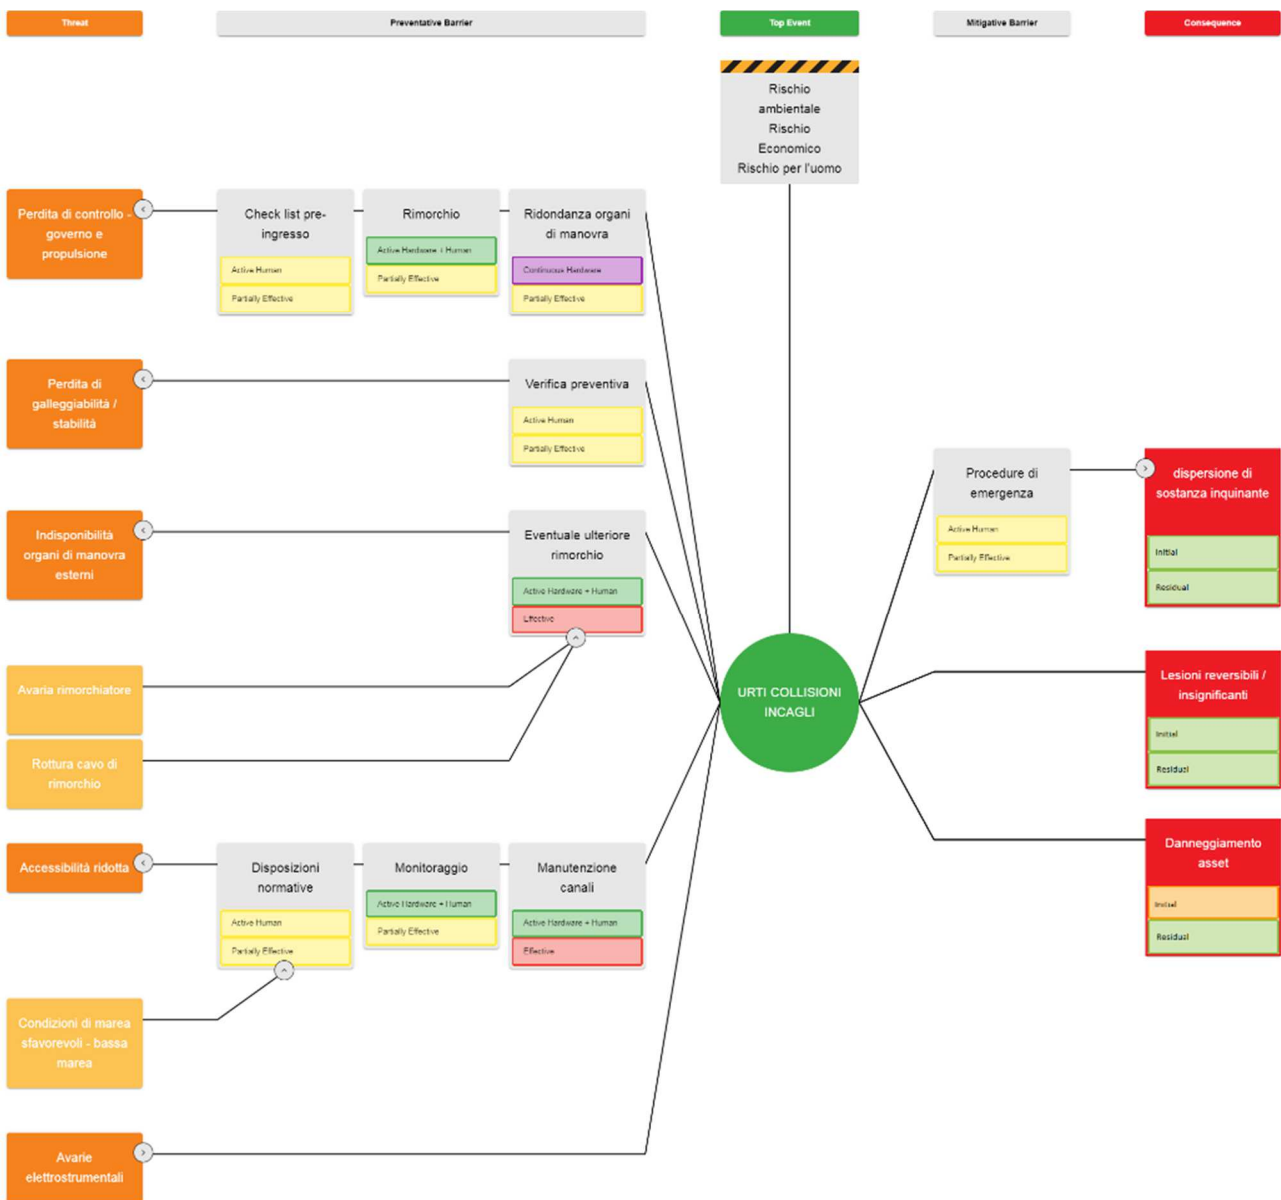 Threat
Preventative Barrier
Top Event
Mitigative Barrier
Consequence
Rischio
ambientale
Rischio
Economico
Rischio per l'uomo
Perdita di controllo -
governo e
propulsione
Check list pre-
ingresso
Active Human
Partially Effective
Rimorchio
Active Hardware + Human
Partially Effective
Ridondanza organi
di manovra
Continuous Hardware
Partially Effective
Perdita di
galleggiabilità /
stabilità
Verifica preventiva
Active Human
Partially Effective
Indisponibilità
organi di manovra
esterni
Eventuale ulteriore
rimorchio
Active Hardware + Human
Effective
Avaria rimorchiatore
Rottura cavo di
rimorchio
Accessibilità ridotta
Disposizioni
normative
Active Human
Partially Effective
Monitoraggio
Active Hardware + Human
Partially Effective
Manutenzione
canali
Active Hardware + Human
Effective
Condizioni di marea
sfavorevoli - bassa
marea
Avarie
elettrostrumentali
URTI COLLISIONI
INCAGLI
Procedure di
emergenza
Active Human
Partially Effective
dispersione di
sostanza inquinante
Initial
Residual
Lesioni reversibili /
insignificanti
Initial
Residual
Danneggiamento
asset
Initial
Residual